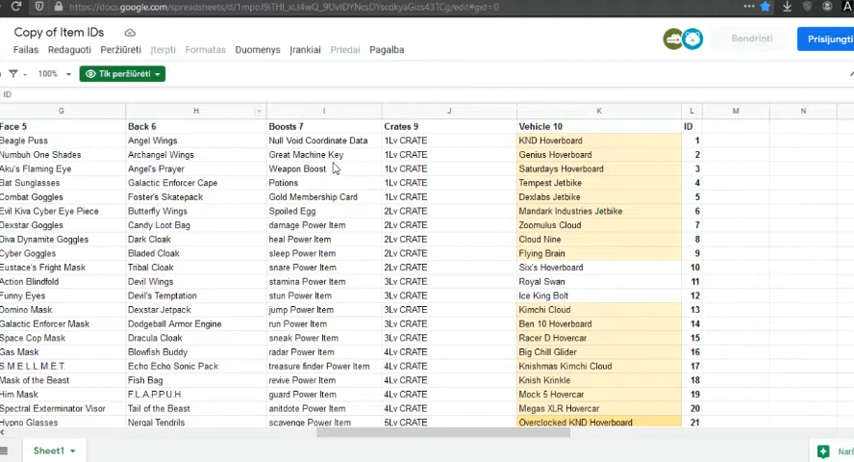 https://docs.google.com/spreadsheets/d/1mpoJ9iTHI_xLI4wQ_9UvIDYNcsDYscdkyaGizs43TCg/edit#gid=0
Copy of Item IDs
Failas Redaguoti Peržiūrėti Įterpti Formatas Duomenys Įrankiai Priedai Pagalba
Bendrinti
Prisijungti
100% Tik peržiūrėti
ID
G H I J K L M N
Face 5 Back 6 Boosts 7 Crates 9 Vehicle 10 ID
Beagle Puss Angel Wings Null Void Coordinate Data 1Lv CRATE KND Hoverboard 1
Numbuh One Shades Archangel Wings Great Machine Key 1Lv CRATE Genius Hoverboard 2
Aku's Flaming Eye Angel's Prayer Weapon Boost 1Lv CRATE Saturdays Hoverboard 3
Bat Sunglasses Galactic Enforcer Cape Potions 1Lv CRATE Tempest Jetbike 4
Combat Goggles Foster's Skatepack Gold Membership Card 1Lv CRATE Dexlabs Jetbike 5
Evil Kiva Cyber Eye Piece Butterfly Wings Spoiled Egg 2Lv CRATE Mandark Industries Jetbike 6
Dexstar Goggles Candy Loot Bag damage Power Item 2Lv CRATE Zoomulus Cloud 7
Diva Dynamite Goggles Dark Cloak heal Power Item 2Lv CRATE Cloud Nine 8
Cyber Goggles Bladed Cloak sleep Power Item 2Lv CRATE Flying Brain 9
Eustace's Fright Mask Tribal Cloak snare Power Item 2Lv CRATE Six's Hoverboard 10
Action Blindfold Devil Wings stamina Power Item 3Lv CRATE Royal Swan 11
Funny Eyes Devil's Temptation stun Power Item 3Lv CRATE Ice King Bolt 12
Domino Mask Dexstar Jetpack jump Power Item 3Lv CRATE Kimchi Cloud 13
Galactic Enforcer Mask Dodgeball Armor Engine run Power Item 3Lv CRATE Ben 10 Hoverboard 14
Space Cop Mask Dracula Cloak sneak Power Item 3Lv CRATE Racer D Hovercar 15
Gas Mask Blowfish Buddy radar Power Item 4Lv CRATE Big Chill Glider 16
S.M.E.L.L.M.E.T. Echo Echo Sonic Pack treasure finder Power Item 4Lv CRATE Knishmas Kimchi Cloud 17
Mask of the Beast Fish Bag revive Power Item 4Lv CRATE Knish Krinkle 18
Him Mask F.L.A.P.P.U.H. guard Power Item 4Lv CRATE Mock 5 Hovercar 19
Spectral Exterminator Visor Tail of the Beast anitdote Power Item 4Lv CRATE Megas XLR Hovercar 20
Hypno Glasses Nergal Tendrils scavenge Power Item 5Lv CRATE Overclocked KND Hoverboard 21
Sheet1
Narš